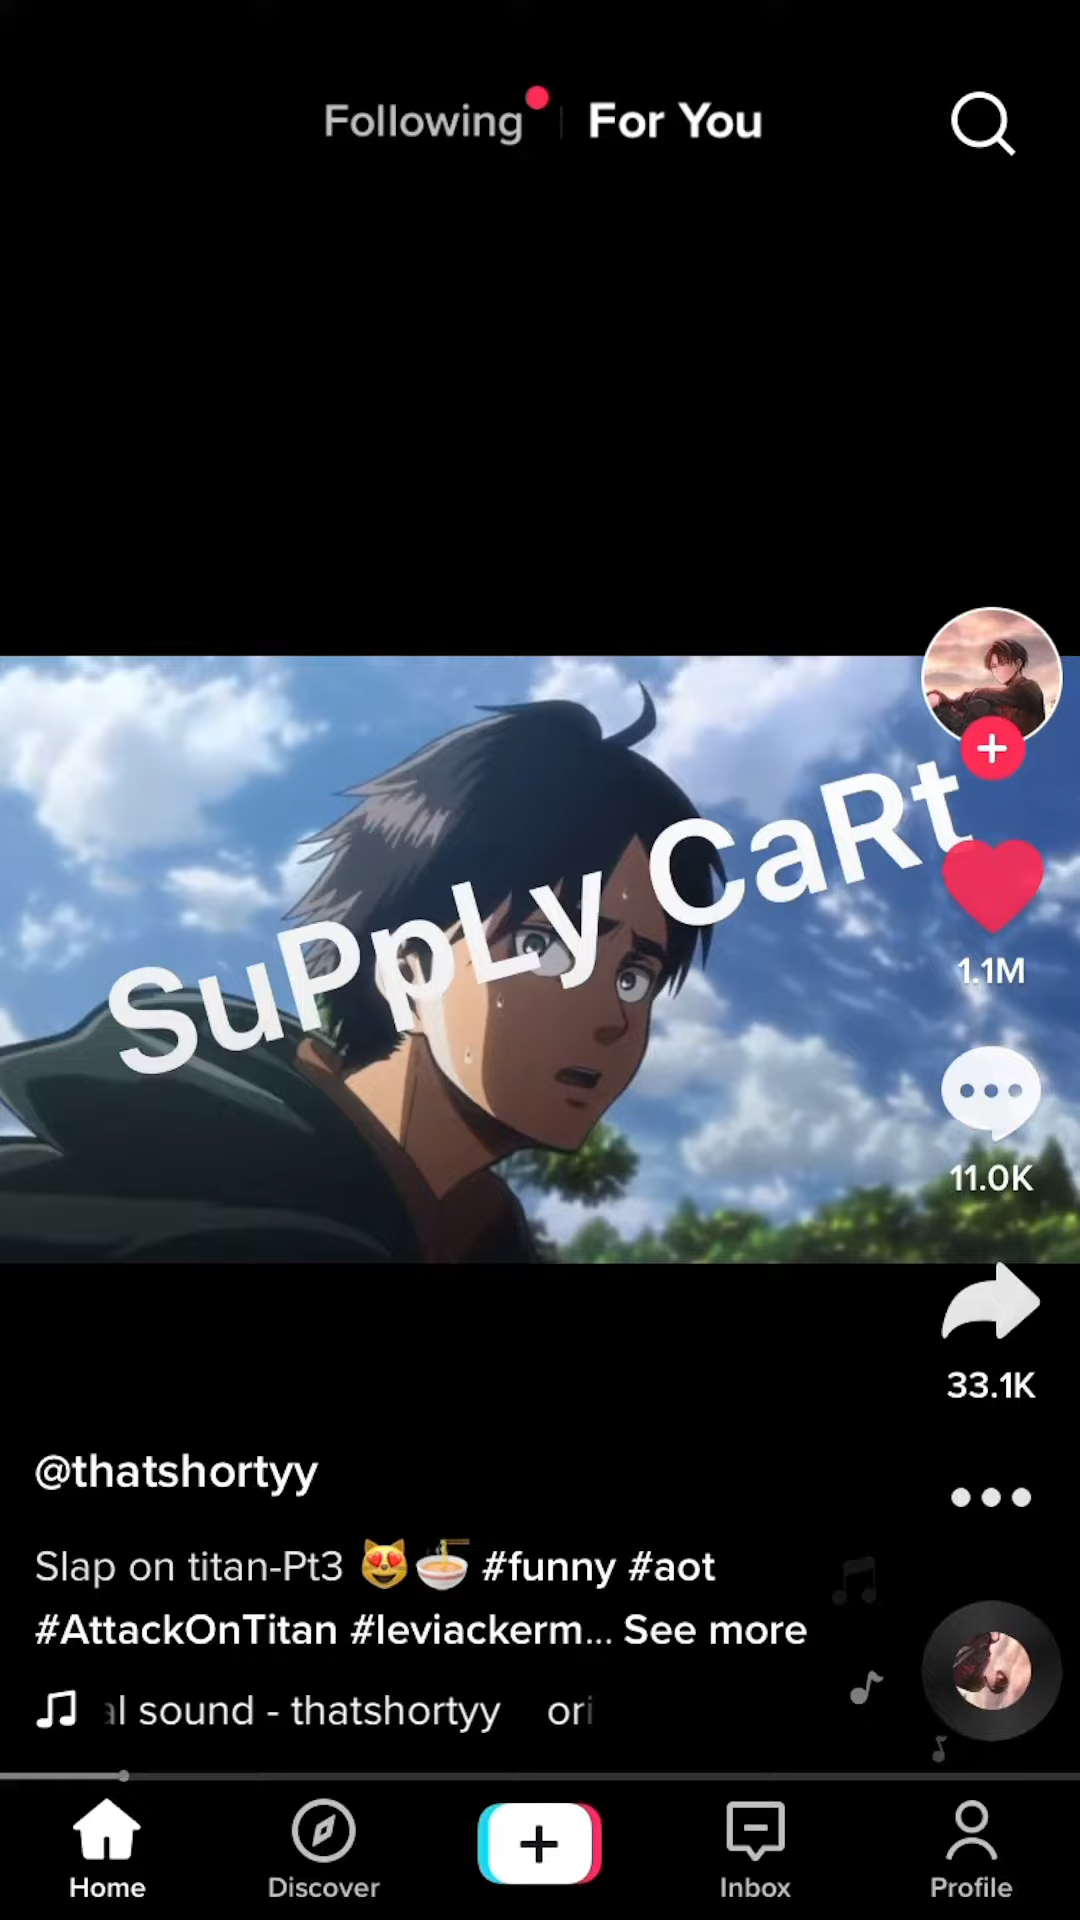 Following
For You
SuPpLy CaRt
1.1M
11.0K
33.1K
@thatshortyy
Slap on titan-Pt3 😻🍜 #funny #aot
#AttackOnTitan #leviackerm... See more
al sound - thatshortyy ori
Home
Discover
Inbox
Profile